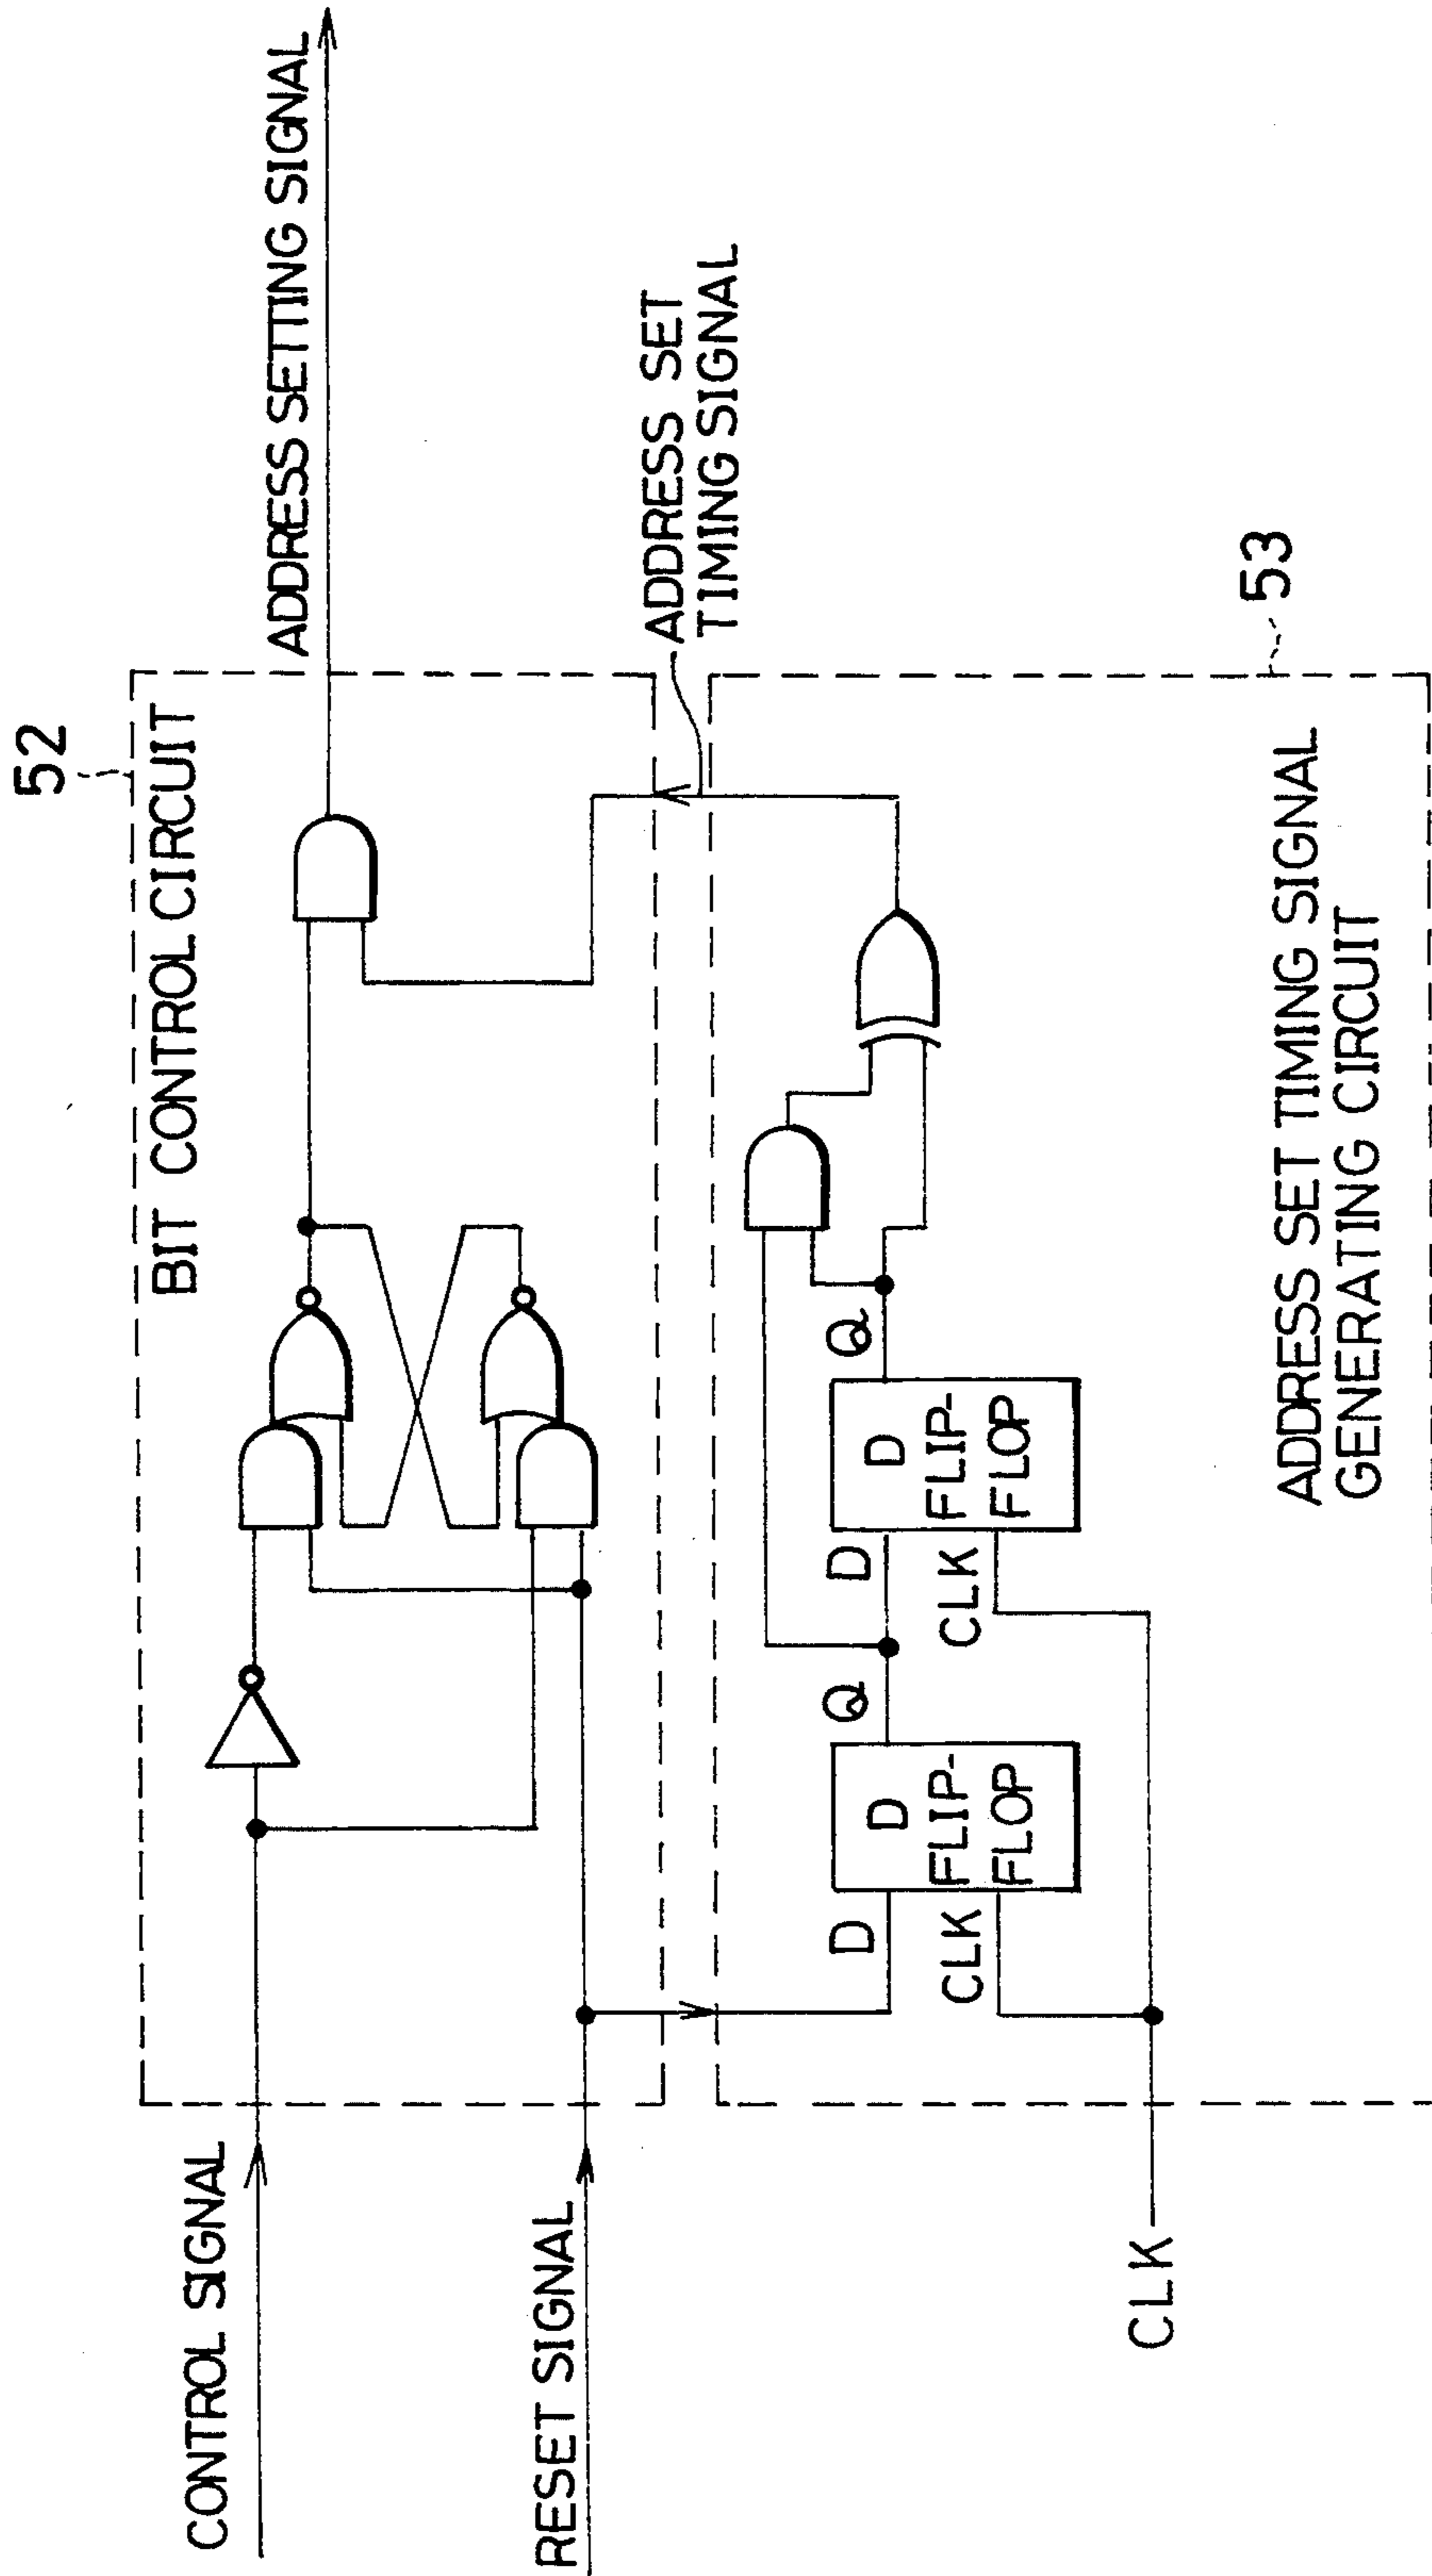 52
BIT CONTROL CIRCUIT
ADDRESS SETTING SIGNAL
CONTROL SIGNAL
RESET SIGNAL
ADDRESS SET
TIMING SIGNAL
D
Q
D
Q
D
FLIP-
FLOP
D
FLIP-
FLOP
CLK
CLK
CLK
53
ADDRESS SET TIMING SIGNAL
GENERATING CIRCUIT